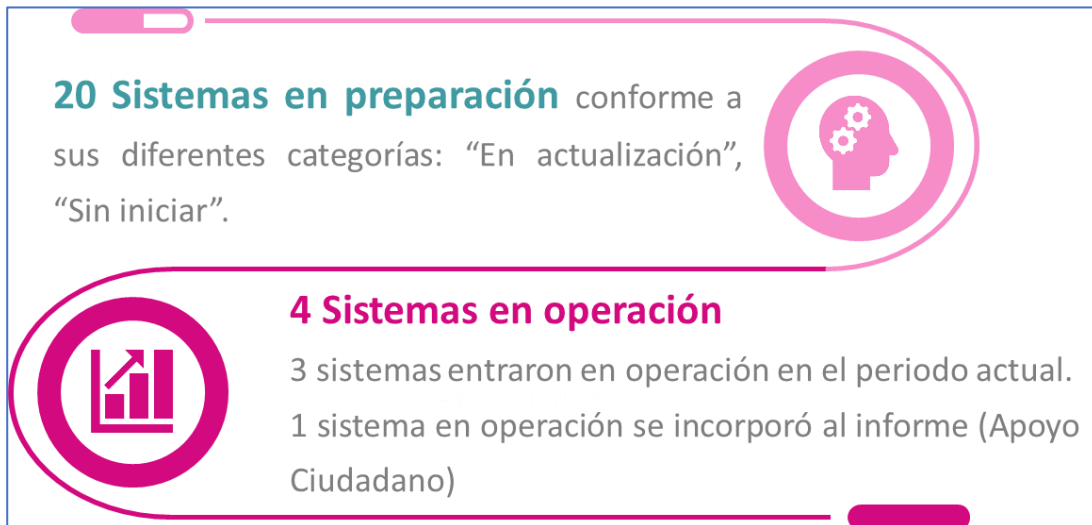 20 Sistemas en preparación conforme a
sus diferentes categorías: “En actualización”,
“Sin iniciar”.
4 Sistemas en operación
3 sistemas entraron en operación en el periodo actual.
1 sistema en operación se incorporó al informe (Apoyo
Ciudadano)